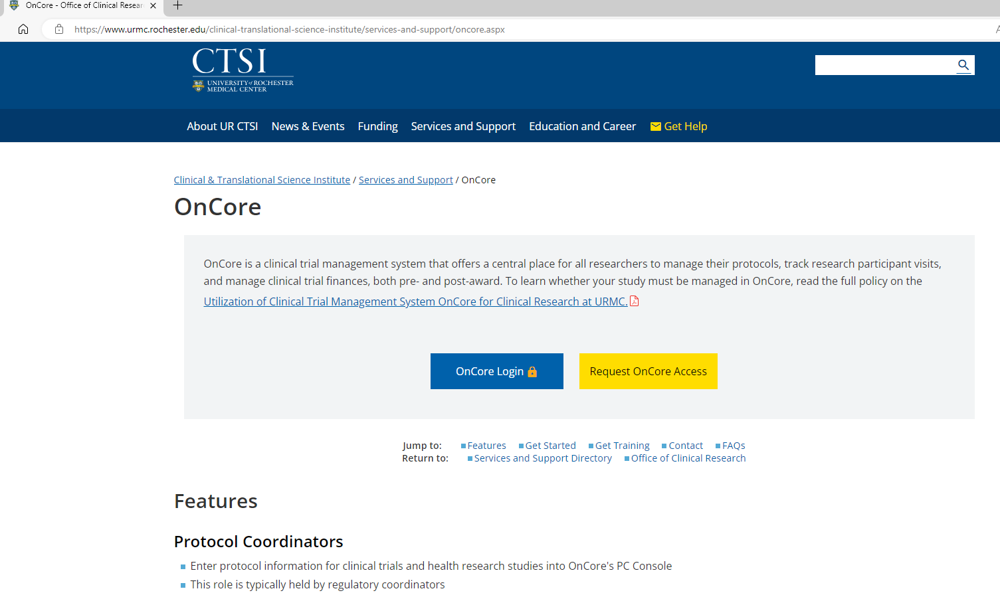 OnCore - Office of Clinical Resear
https://www.urmc.rochester.edu/clinical-translational-science-institute/services-and-support/oncore.aspx
CTSI
UNIVERSITY of ROCHESTER
MEDICAL CENTER
About UR CTSI News & Events Funding Services and Support Education and Career Get Help
Clinical & Translational Science Institute / Services and Support / OnCore
OnCore
OnCore is a clinical trial management system that offers a central place for all researchers to manage their protocols, track research participant visits,
and manage clinical trial finances, both pre- and post-award. To learn whether your study must be managed in OnCore, read the full policy on the
Utilization of Clinical Trial Management System OnCore for Clinical Research at URMC.
OnCore Login Request OnCore Access
Jump to: Features Get Started Get Training Contact FAQs
Return to: Services and Support Directory Office of Clinical Research
Features
Protocol Coordinators
Enter protocol information for clinical trials and health research studies into OnCore's PC Console
This role is typically held by regulatory coordinators